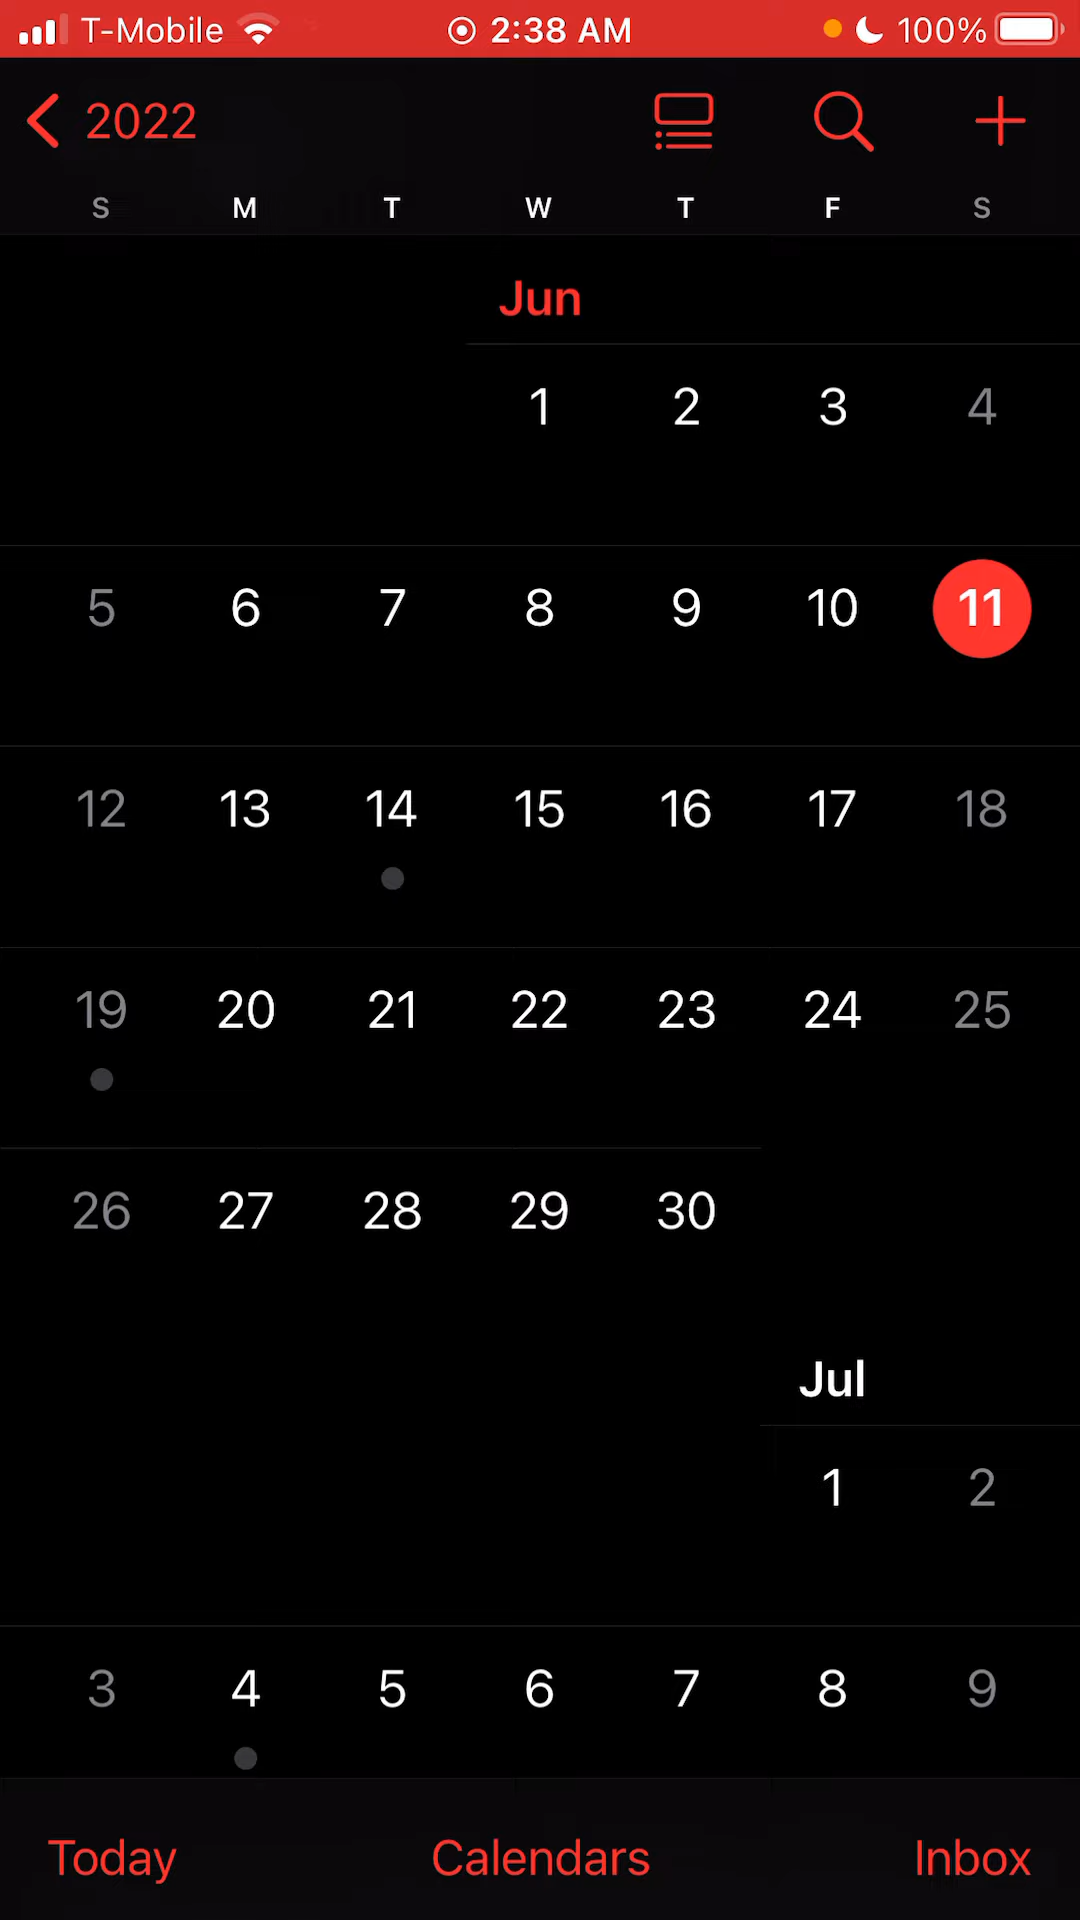 T-Mobile 2:38 AM 100%
2022
S M T W T F S
Jun
1 2 3 4
5 6 7 8 9 10 11
12 13 14 15 16 17 18
19 20 21 22 23 24 25
26 27 28 29 30
Jul
1 2
3 4 5 6 7 8 9
Today Calendars Inbox